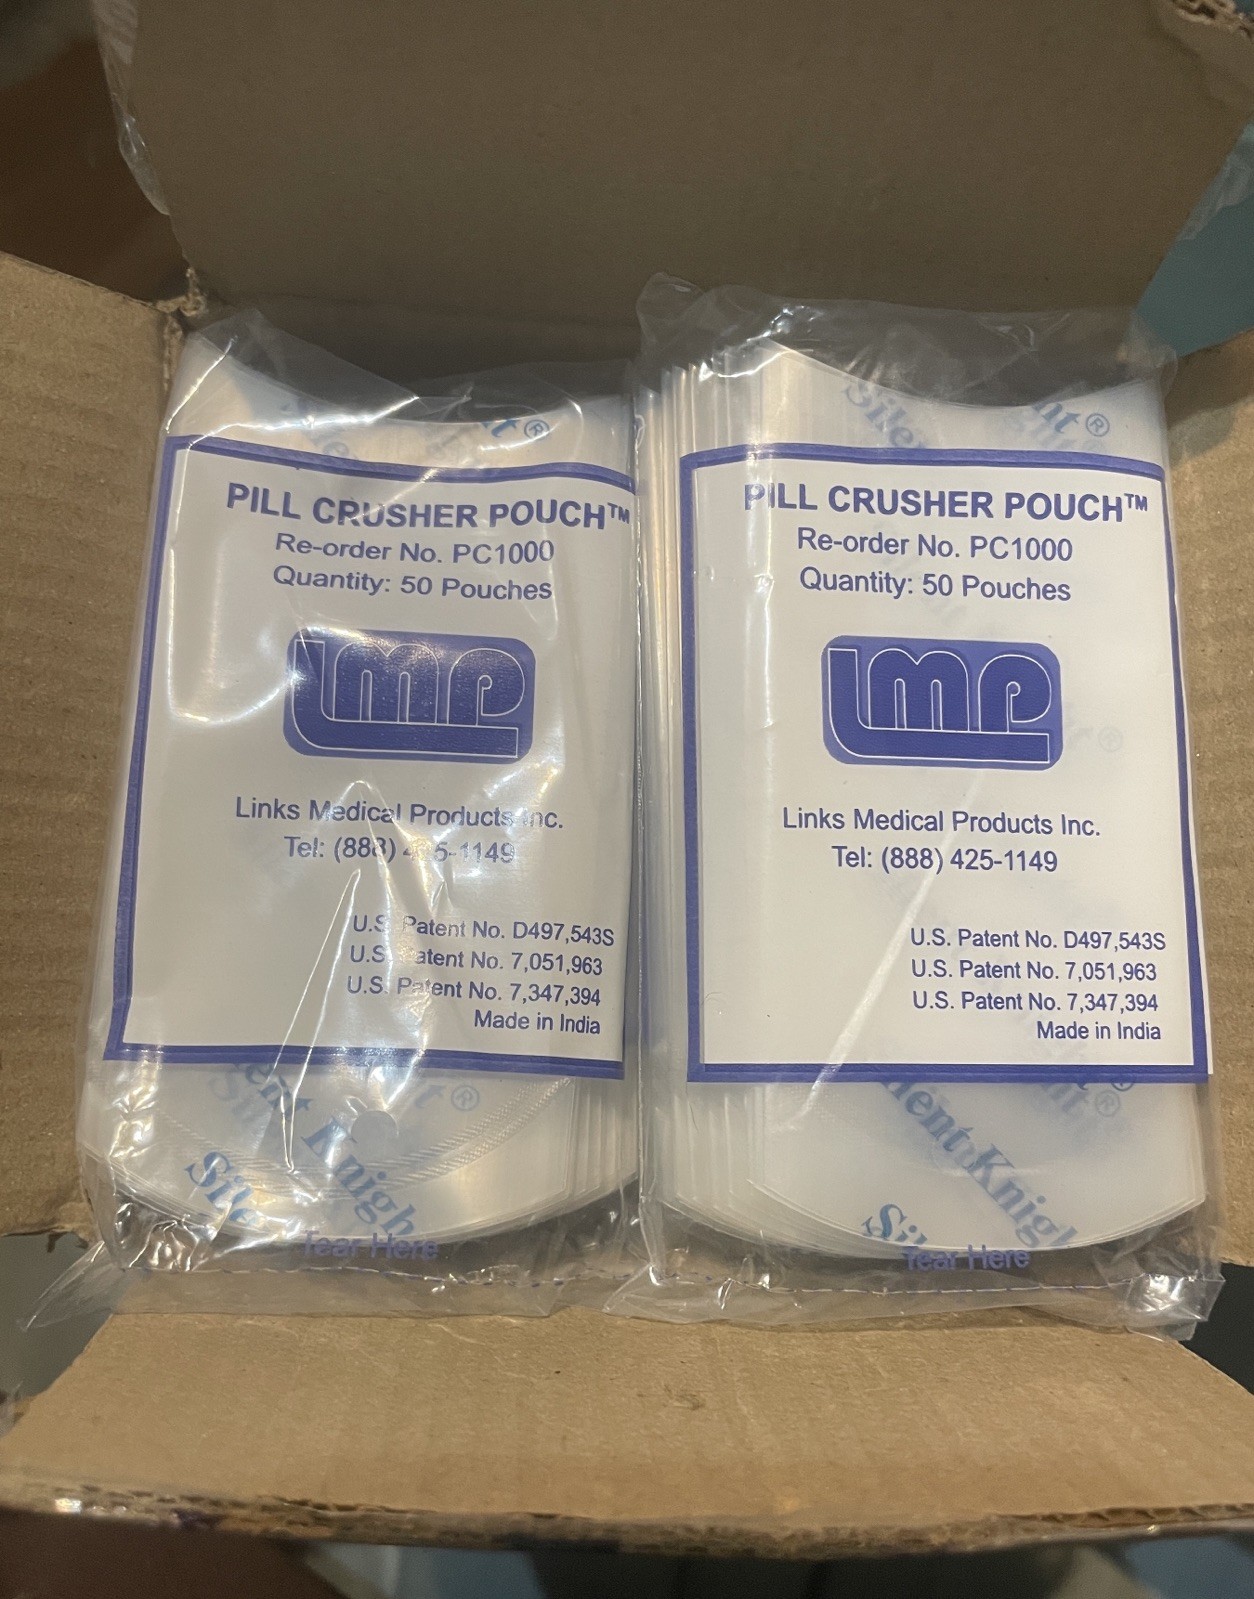 PILL CRUSHER POUCH™
Re-order No. PC1000
Quantity: 50 Pouches
LMP
Links Medical Products Inc.
Tel: (888) 425-1149
U.S. Patent No. D497,543S
U.S. Patent No. 7,051,963
U.S. Patent No. 7,347,394
Made in India
Silent Knight
Tear Here
PILL CRUSHER POUCH™
Re-order No. PC1000
Quantity: 50 Pouches
LMP
Links Medical Products Inc.
Tel: (888) 425-1149
U.S. Patent No. D497,543S
U.S. Patent No. 7,051,963
U.S. Patent No. 7,347,394
Made in India
Silent Knight
Tear Here